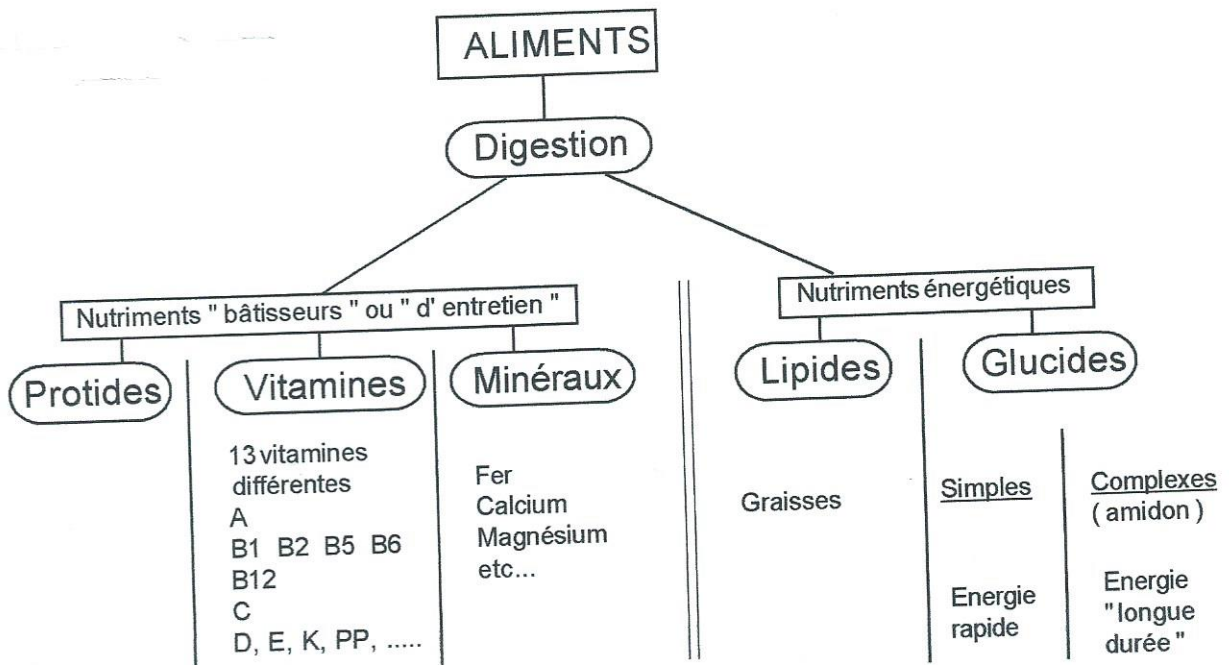 ALIMENTS
Digestion
Nutriments " bâtisseurs " ou " d' entretien "
Protides
Vitamines
13 vitamines
différentes
A
B1 B2 B5 B6
B12
C
D, E, K, PP, .....
Minéraux
Fer
Calcium
Magnésium
etc...
Nutriments énergétiques
Lipides
Graisses
Glucides
Simples
Energie
rapide
Complexes
( amidon )
Energie
" longue
durée "